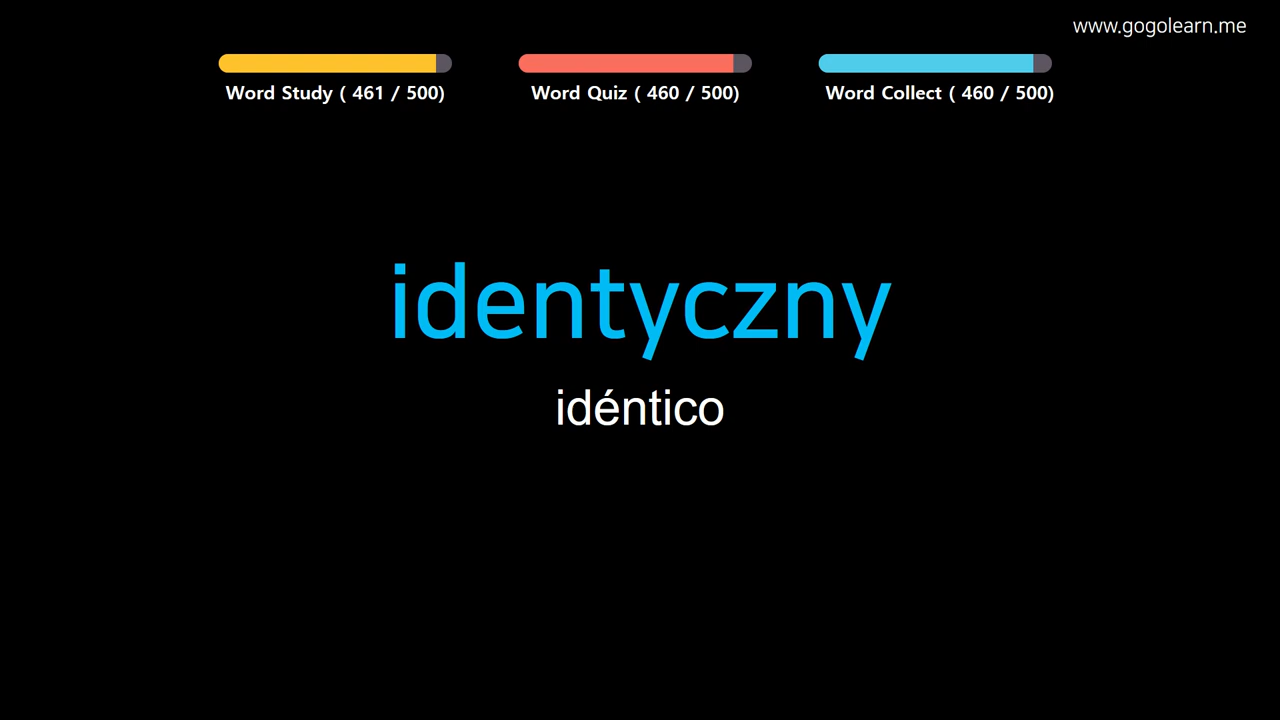 www.gogolearn.me
Word Study ( 461 / 500)
Word Quiz ( 460 / 500)
Word Collect ( 460 / 500)
identyczny
idéntico